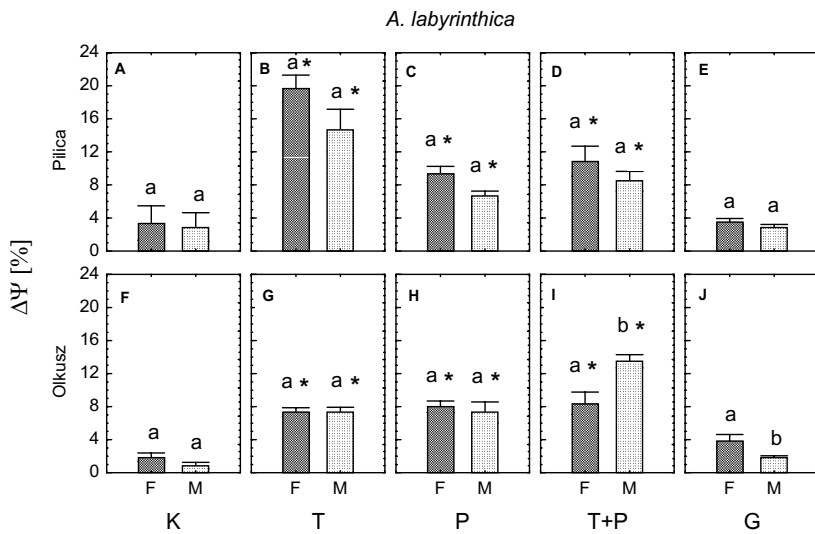 A. labyrinthica
ΔΨ [%]
Pilica
24
20
16
12
8
4
0
A
a
a
B
a *
a *
C
a *
a *
D
a *
a *
E
a
a
Olkusz
24
20
16
12
8
4
0
F
a
a
G
a *
a *
H
a *
a *
I
a *
b *
J
a
b
F M F M F M F M F M
K T P T+P G